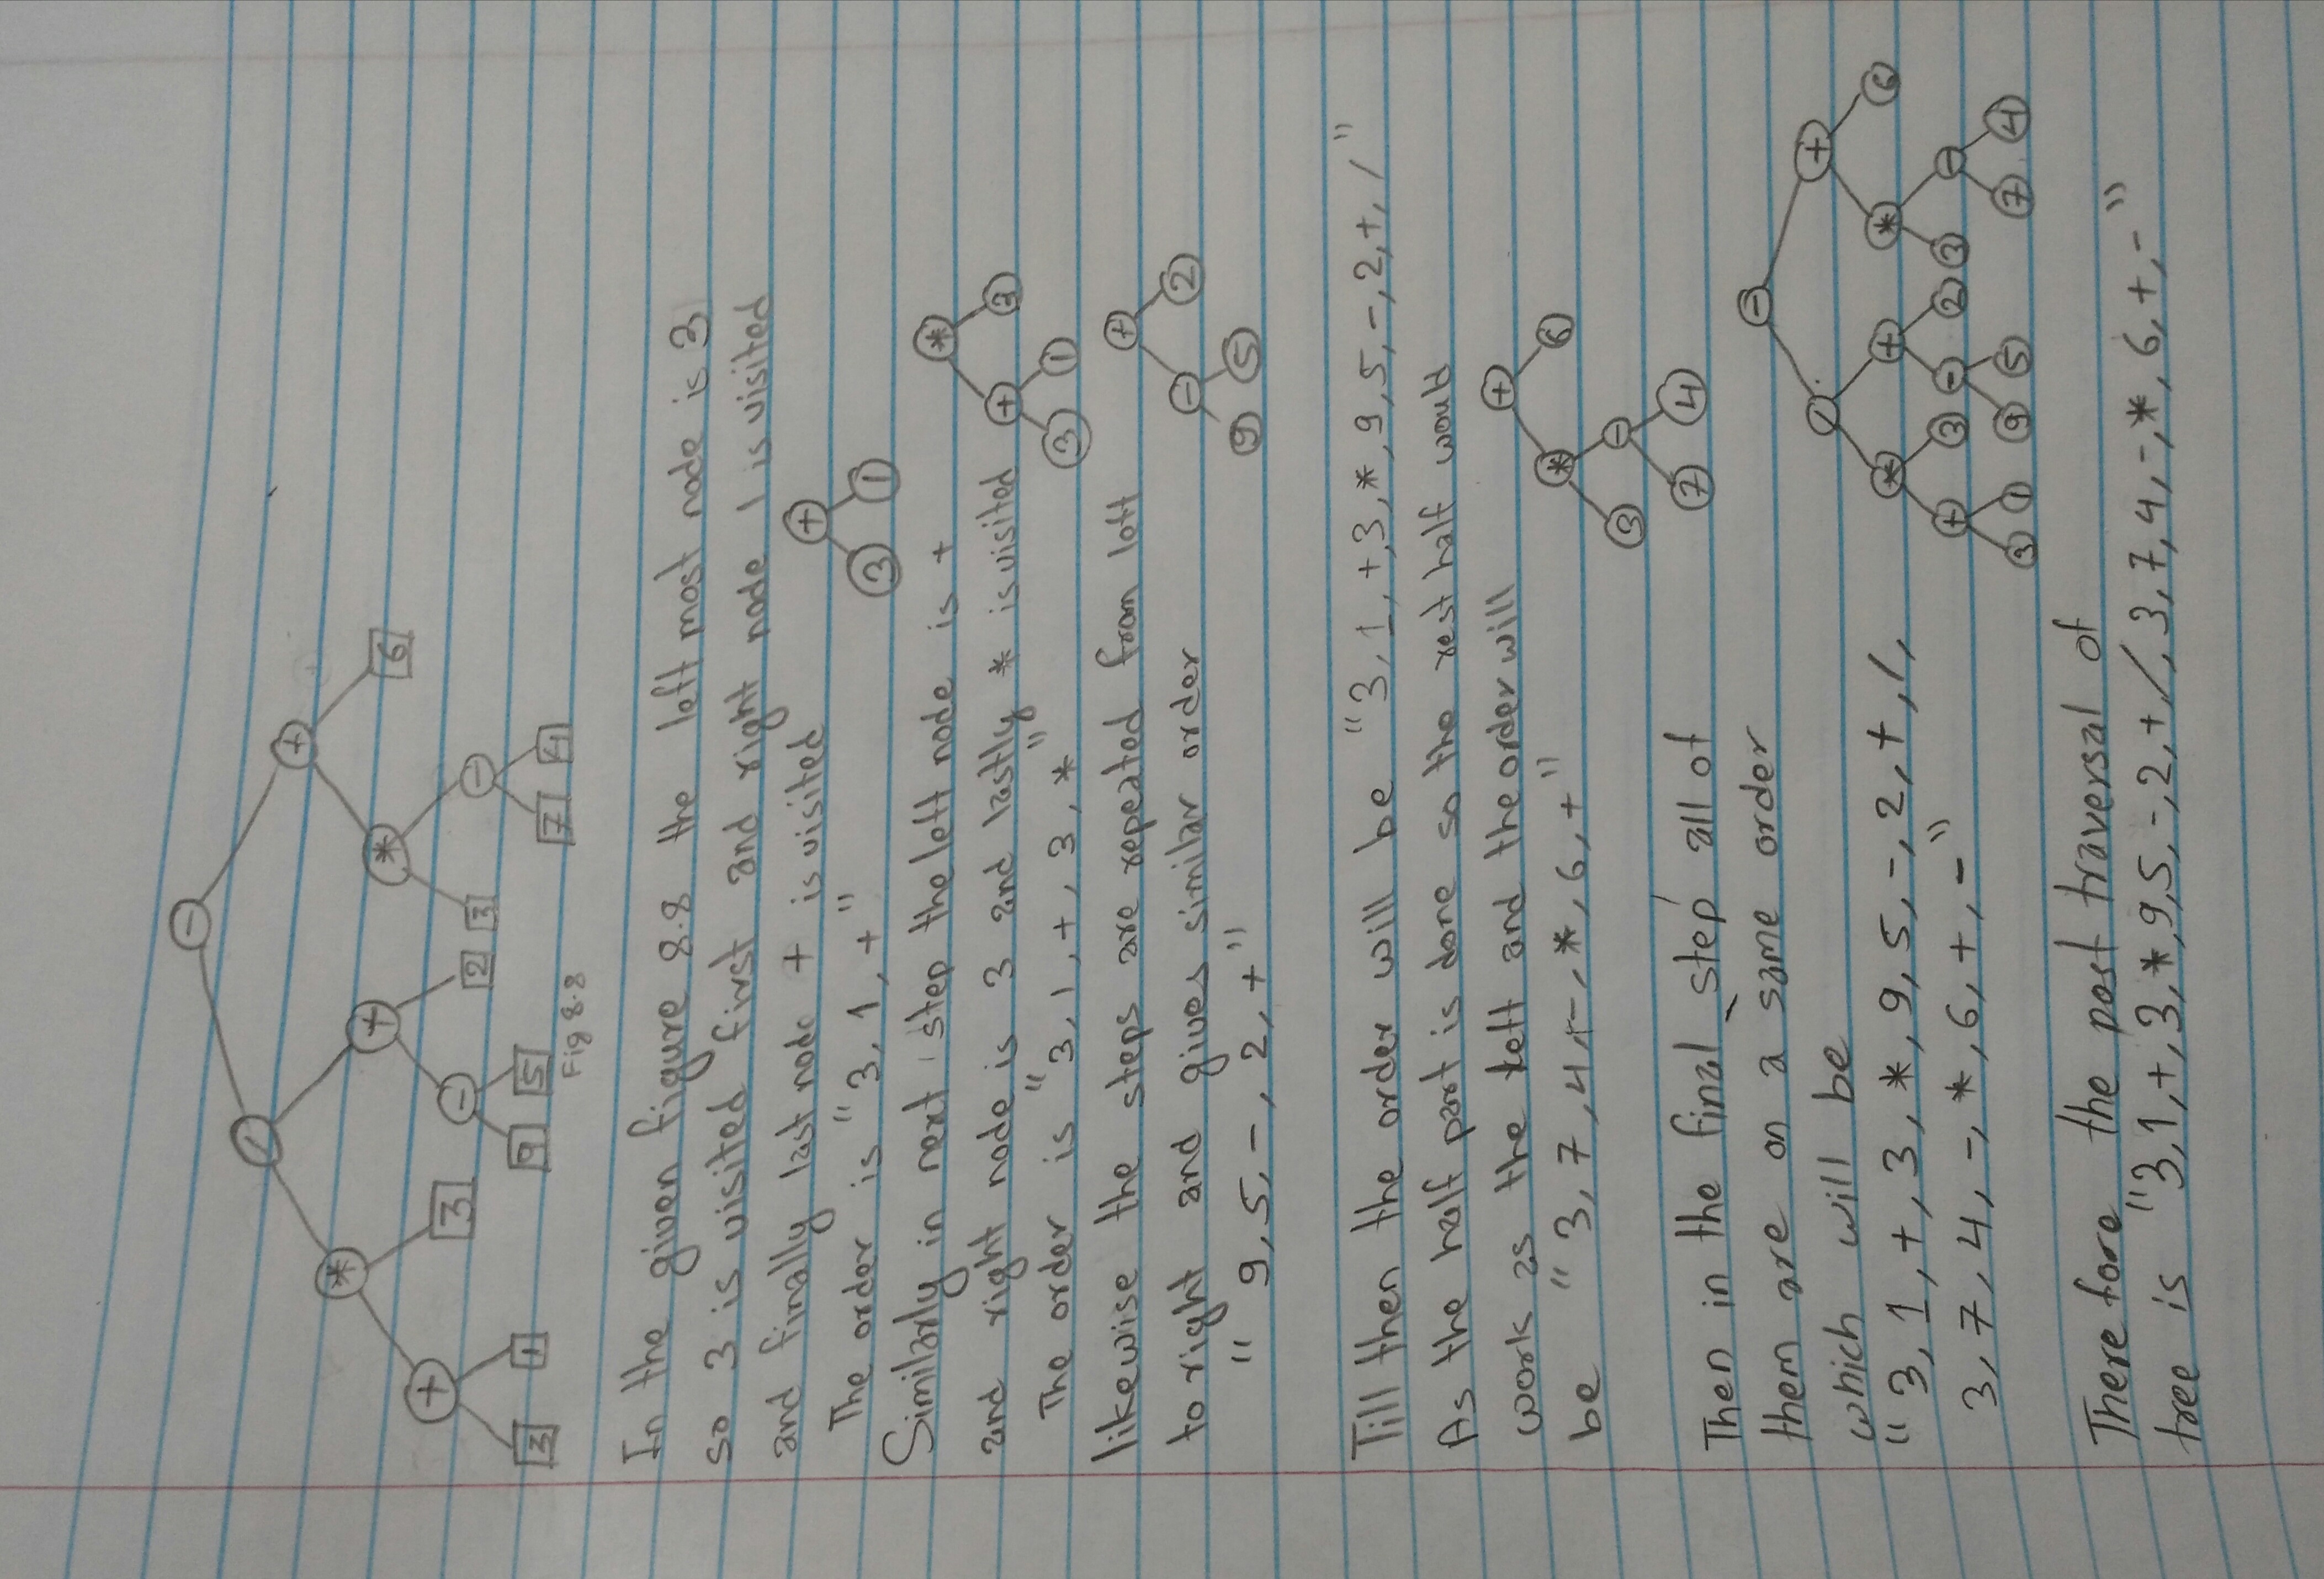 −
/ +
* + * 6
+ 3 − 2 3 −
3 1 9 5 7 4
Fig 8.8
In the given figure 8.8 the left most node is 3
so 3 is visited first and right node 1 is visited
and finally last node + is visited
+
The order is "3, 1, +"
3 1
Similarly in next step the left node is +
*
and right node is 3 and lastly * is visited
+ 3
The order is "3, 1, +, 3, *"
3 1
likewise the steps are repeated from left
+
to right and gives similar order
− 2
" 9, 5, −, 2, +"
9 5
Till then the order will be "3, 1, +, 3, *, 9, 5, −, 2, +, /"
As the half part is done so the rest half would
work as the left and the order will
+
be "3, 7, 4, −, *, 6, +"
* 6
3 −
7 4
Then in the final step all of
them are on a same order
−
which will be
/ +
"3, 1, +, 3, *, 9, 5, −, 2, +, /,
* + * 6
3, 7, 4, −, *, 6, +, −"
+ 3 − 2 3 −
3 1 9 5 7 4
Therefore the post traversal of
tree is "3,1,+,3,*,9,5,-,2,+,/,3,7,4,-,*,6,+,-"